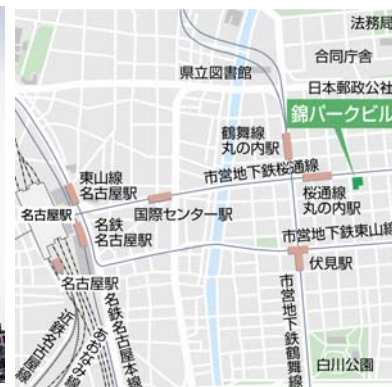 法務局
合同庁舎
県立図書館
日本郵政公社
錦パークビル
鶴舞線
丸の内駅
東山線
名古屋駅
市営地下鉄桜通線
桜通線
丸の内駅
名古屋駅
国際センター駅
名鉄
名古屋駅
市営地下鉄東山線
伏見駅
名古屋駅
近鉄名古屋線
あおなみ線
名鉄名古屋本線
市営地下鉄鶴舞線
白川公園